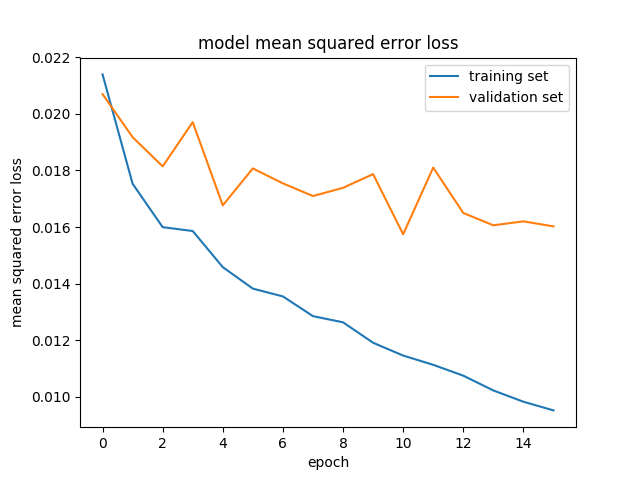 model mean squared error loss
training set
validation set
mean squared error loss
0.022
0.020
0.018
0.016
0.014
0.012
0.010
0 2 4 6 8 10 12 14
epoch